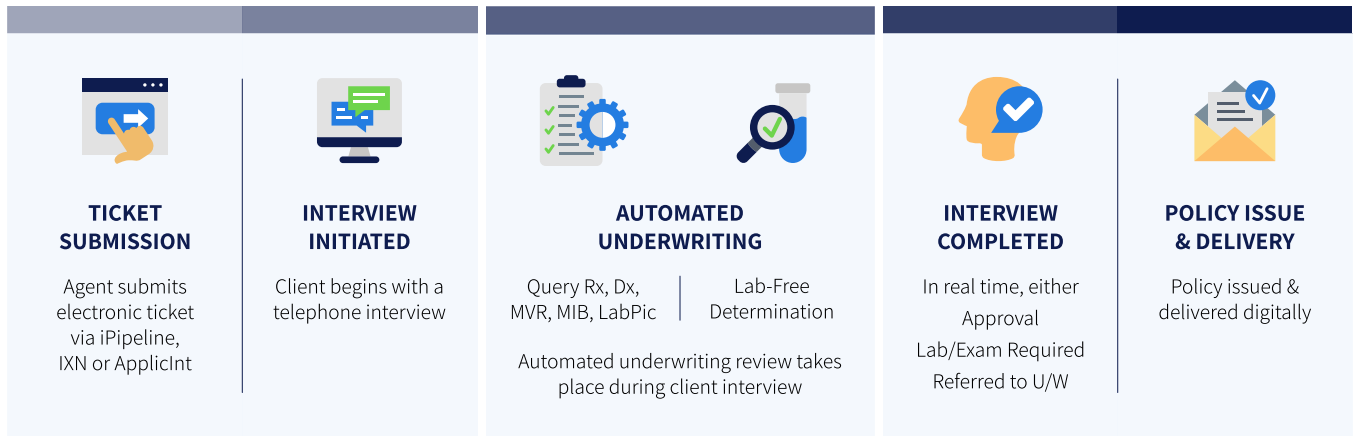 TICKET
SUBMISSION
Agent submits
electronic ticket
via iPipeline,
IXN or ApplicInt
INTERVIEW
INITIATED
Client begins with a
telephone interview
AUTOMATED
UNDERWRITING
Query Rx, Dx,
MVR, MIB, LabPic
Lab-Free
Determination
Automated underwriting review takes
place during client interview
INTERVIEW
COMPLETED
In real time, either
Approval
Lab/Exam Required
Referred to U/W
POLICY ISSUE
& DELIVERY
Policy issued &
delivered digitally